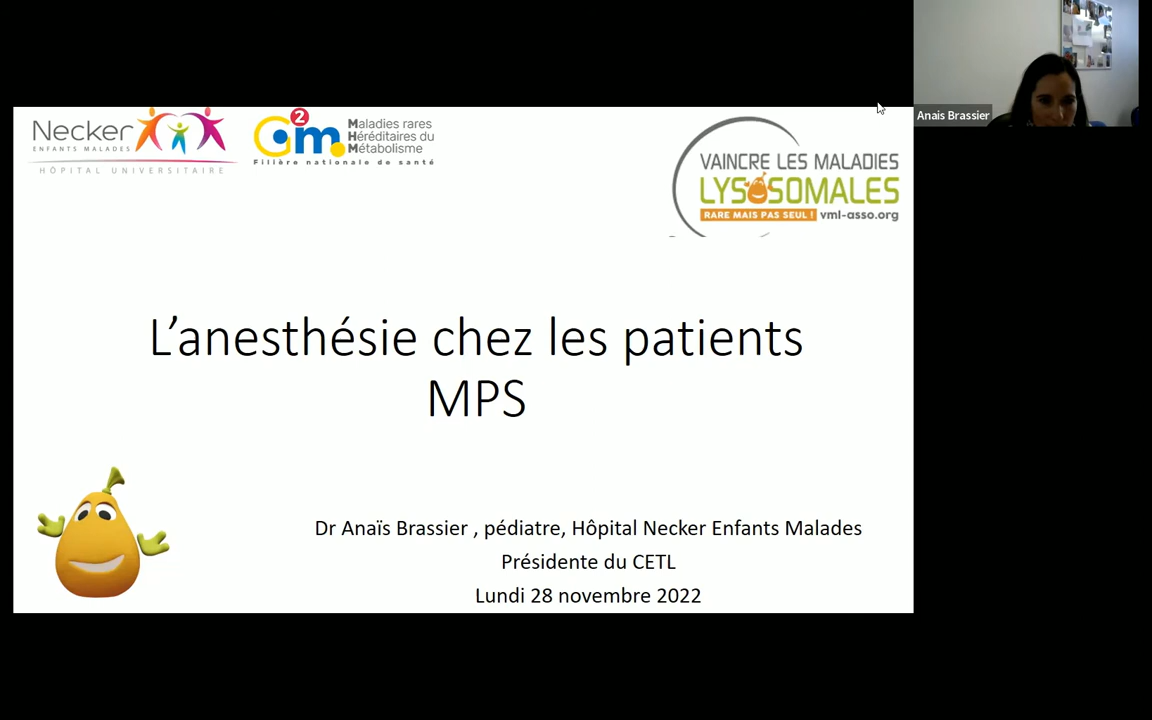 Necker
ENFANTS MALADES
HÔPITAL UNIVERSITAIRE
G2m
Maladies rares
Héréditaires du
Métabolisme
Filière nationale de santé
VAINCRE LES MALADIES
LYSOSOMALES
RARE MAIS PAS SEUL ! vml-asso.org
Anais Brassier
L’anesthésie chez les patients
MPS
Dr Anaïs Brassier , pédiatre, Hôpital Necker Enfants Malades
Présidente du CETL
Lundi 28 novembre 2022